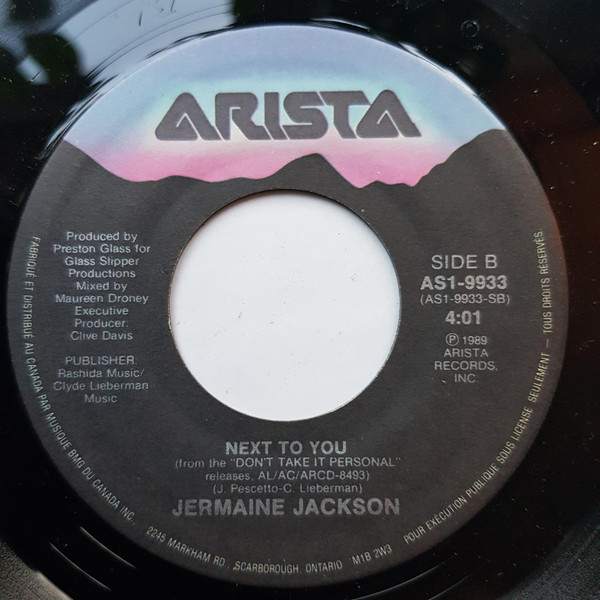 ARISTA
Produced by
Preston Glass for
Glass Slipper
Productions
Mixed by
Maureen Droney
Executive
Producer:
Clive Davis
PUBLISHER:
Rashida Music/
Clyde Lieberman
Music
SIDE B
AS1-9933
(AS1-9933-SB)
4:01
Ⓟ 1989
ARISTA
RECORDS,
INC.
NEXT TO YOU
(from the "DON'T TAKE IT PERSONAL"
releases, AL/AC/ARCD-8493)
(J. Pescetto-C. Lieberman)
JERMAINE JACKSON
FABRIQUÉ ET DISTRIBUÉ AU CANADA PAR MUSIQUE BMG DU CANADA INC. 2245 MARKHAM RD., SCARBOROUGH, ONTARIO M1B 2W3 POUR EXÉCUTION PUBLIQUE SOUS LICENSE SEULEMENT — TOUS DROITS RÉSERVÉS